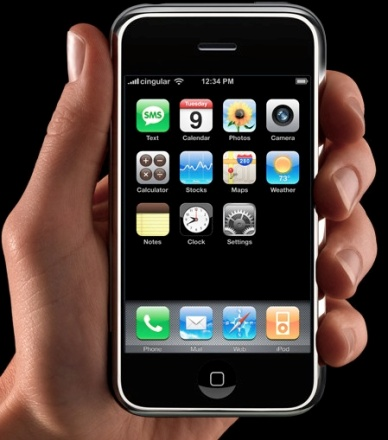 cingular 12:34 PM
SMS Tuesday 9
Text Calendar Photos Camera
280 73°
Calculator Stocks Maps Weather
Notes Clock Settings
Phone Mail Web iPod